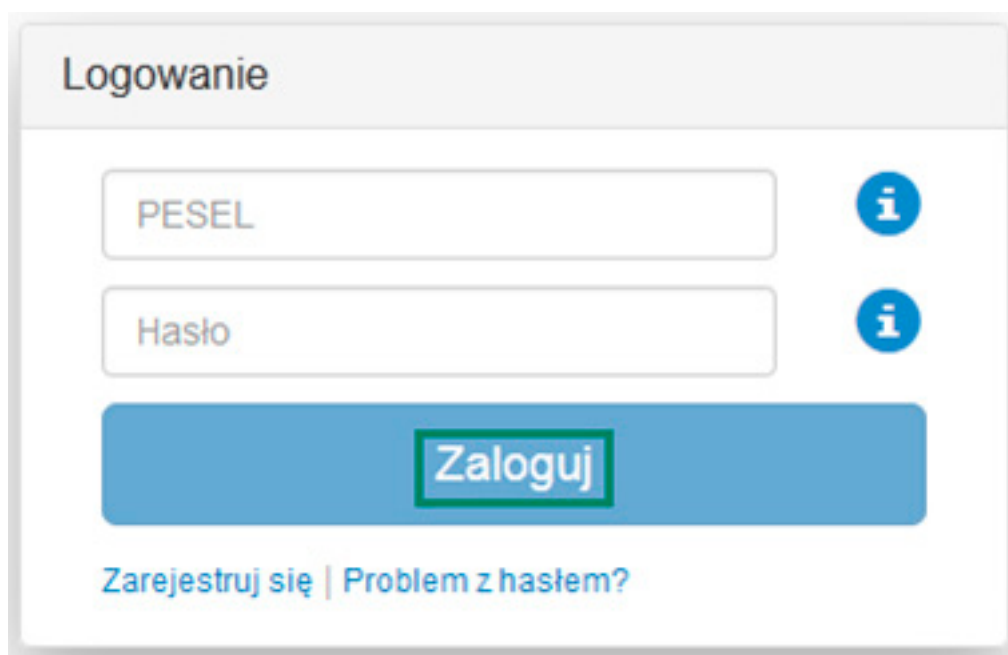 Logowanie
PESEL
Hasło
Zaloguj
Zarejestruj się | Problem z hasłem?